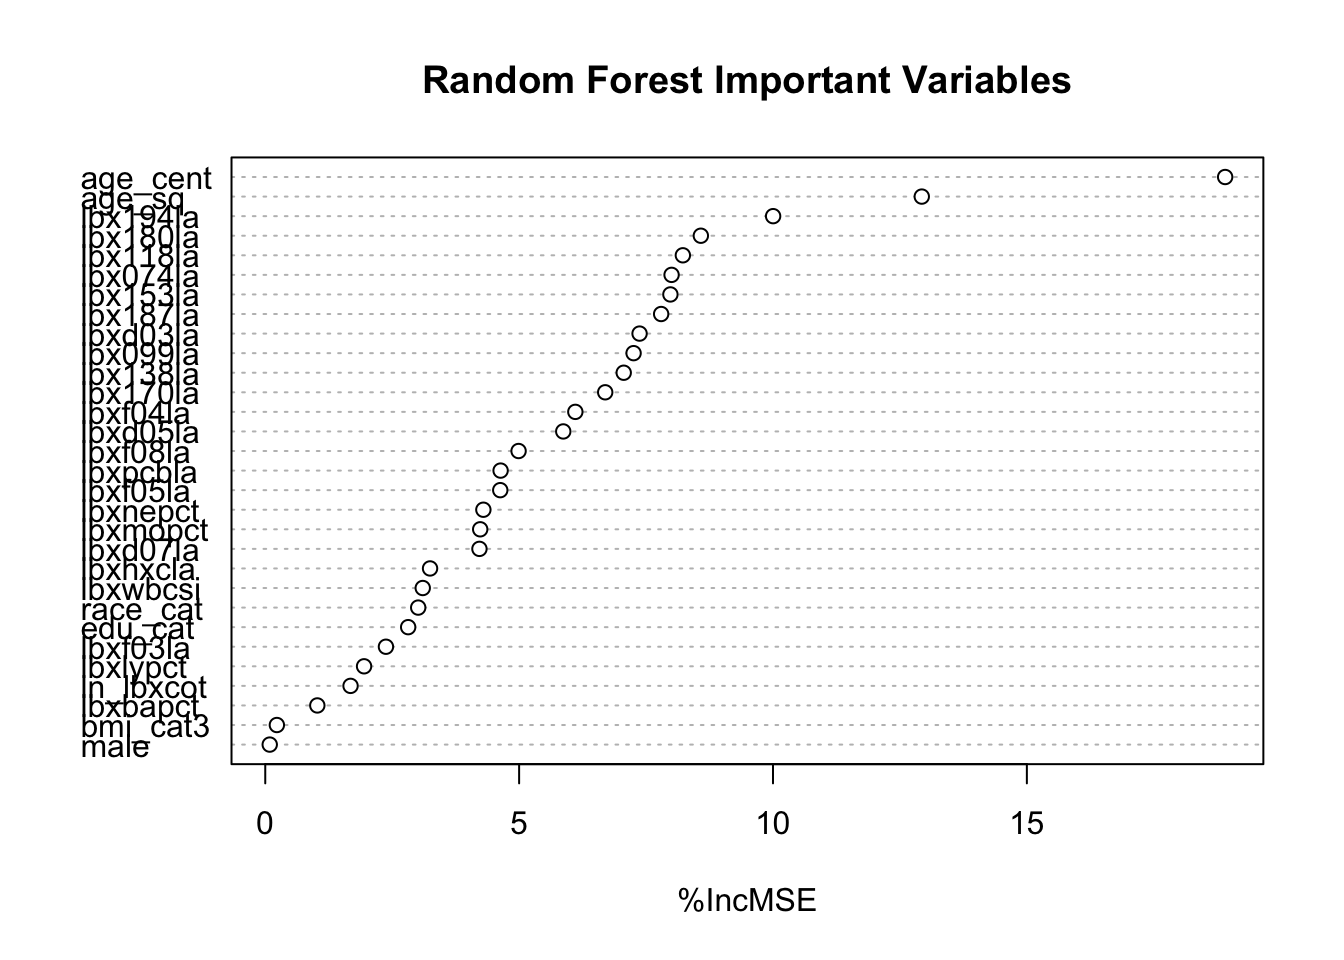 Random Forest Important Variables
age_cent
age_sq
lbx194la
lbx180la
lbx118la
lbx074la
lbx153la
lbx187la
lbxd03la
lbx099la
lbx138la
lbx170la
lbxf04la
lbxd05la
lbxf08la
lbxpcbla
lbxf05la
lbxnepct
lbxmopct
lbxd07la
lbxhxcla
lbxwbcsi
race_cat
edu_cat
lbxf03la
lbxlypct
ln_lbxcot
lbxbapct
bmi_cat3
male
0 5 10 15
%IncMSE